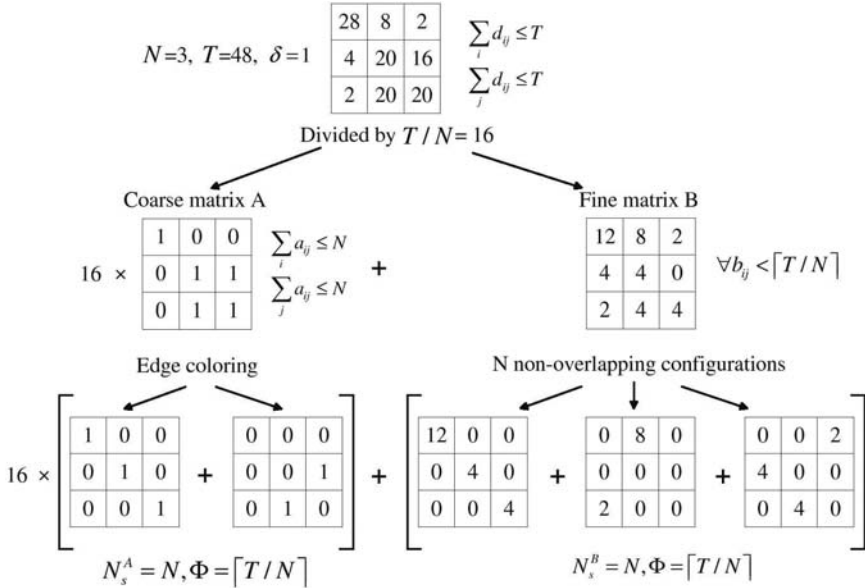 28 8 2
N=3, T=48, δ=1
4 20 16
2 20 20
∑_i d_ij ≤ T
∑_j d_ij ≤ T
Divided by T / N = 16
Coarse matrix A
Fine matrix B
16 ×
1 0 0
0 1 1
0 1 1
∑_i a_ij ≤ N
∑_j a_ij ≤ N
+
12 8 2
4 4 0
2 4 4
∀b_ij < ⌈T / N⌉
Edge coloring
N non-overlapping configurations
16 ×
1 0 0
0 1 0
0 0 1
+
0 0 0
0 0 1
0 1 0
+
12 0 0
0 4 0
0 0 4
+
0 8 0
0 0 0
2 0 0
+
0 0 2
4 0 0
0 4 0
N_s^A = N, Φ = ⌈T / N⌉
N_s^B = N, Φ = ⌈T / N⌉